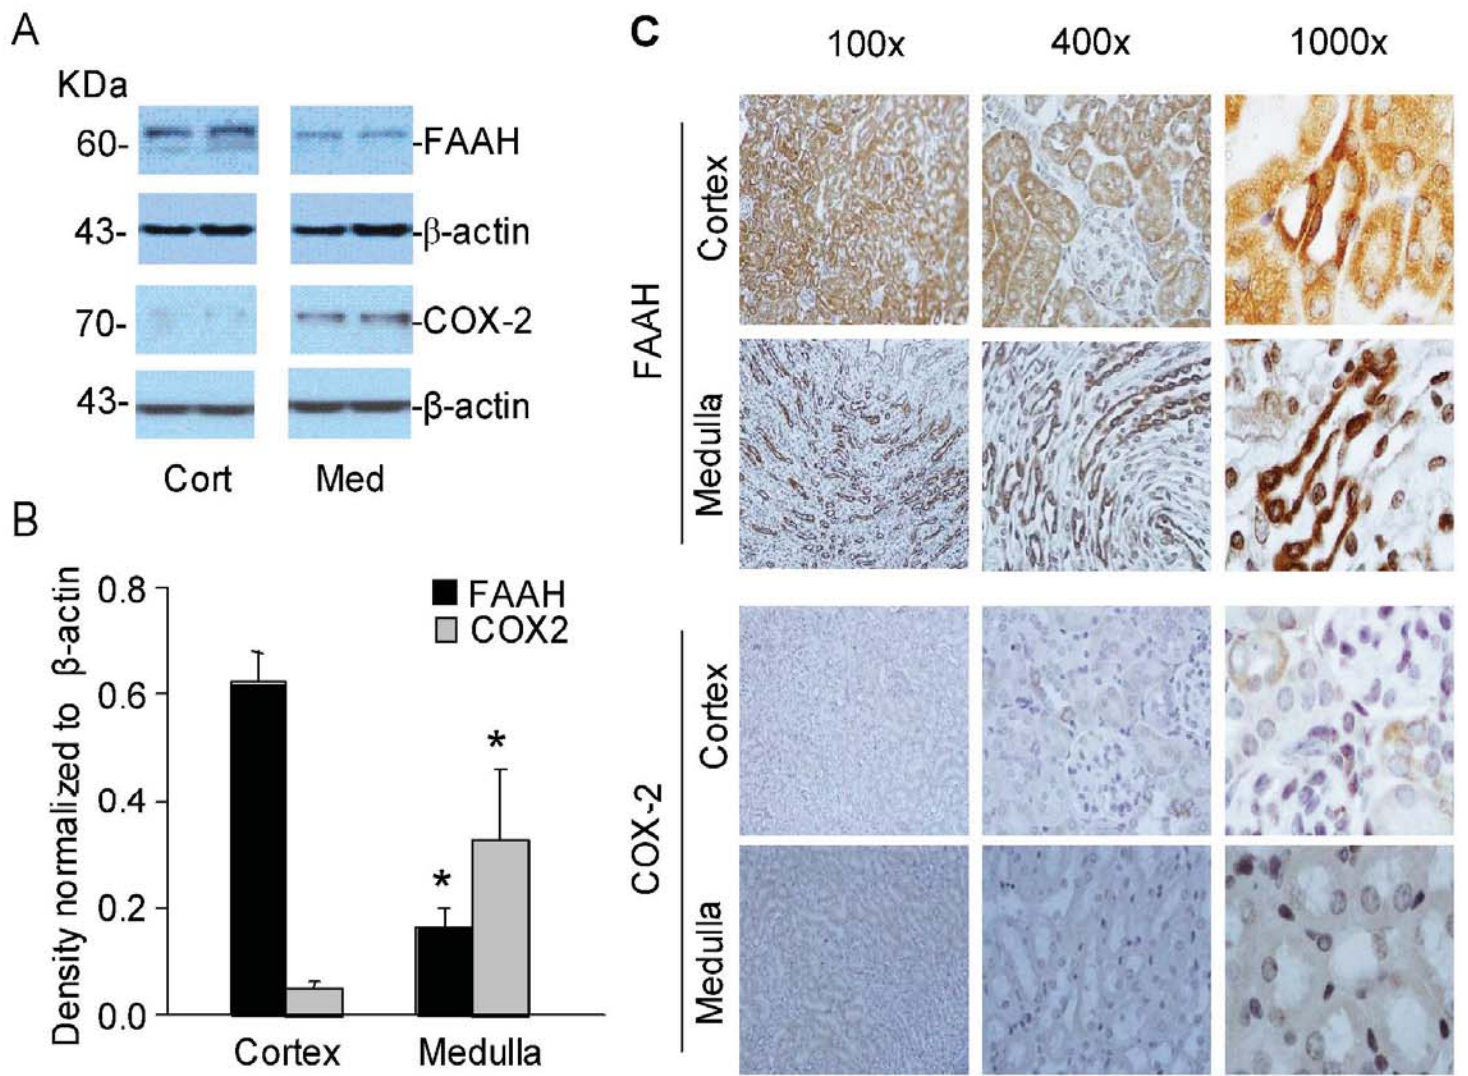 A
KDa
60-
-FAAH
43-
-β-actin
70-
-COX-2
43-
-β-actin
Cort Med
B
Density normalized to β-actin
0.8
0.6
0.4
0.2
0.0
FAAH
COX2
*
*
Cortex Medulla
C
100x 400x 1000x
FAAH
Cortex
Medulla
COX-2
Cortex
Medulla